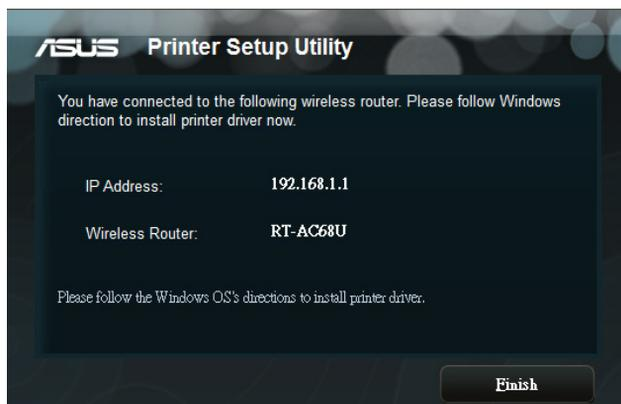 ASUS Printer Setup Utility
You have connected to the following wireless router. Please follow Windows
direction to install printer driver now.
IP Address: 192.168.1.1
Wireless Router: RT-AC68U
Please follow the Windows OS's directions to install printer driver.
Finish